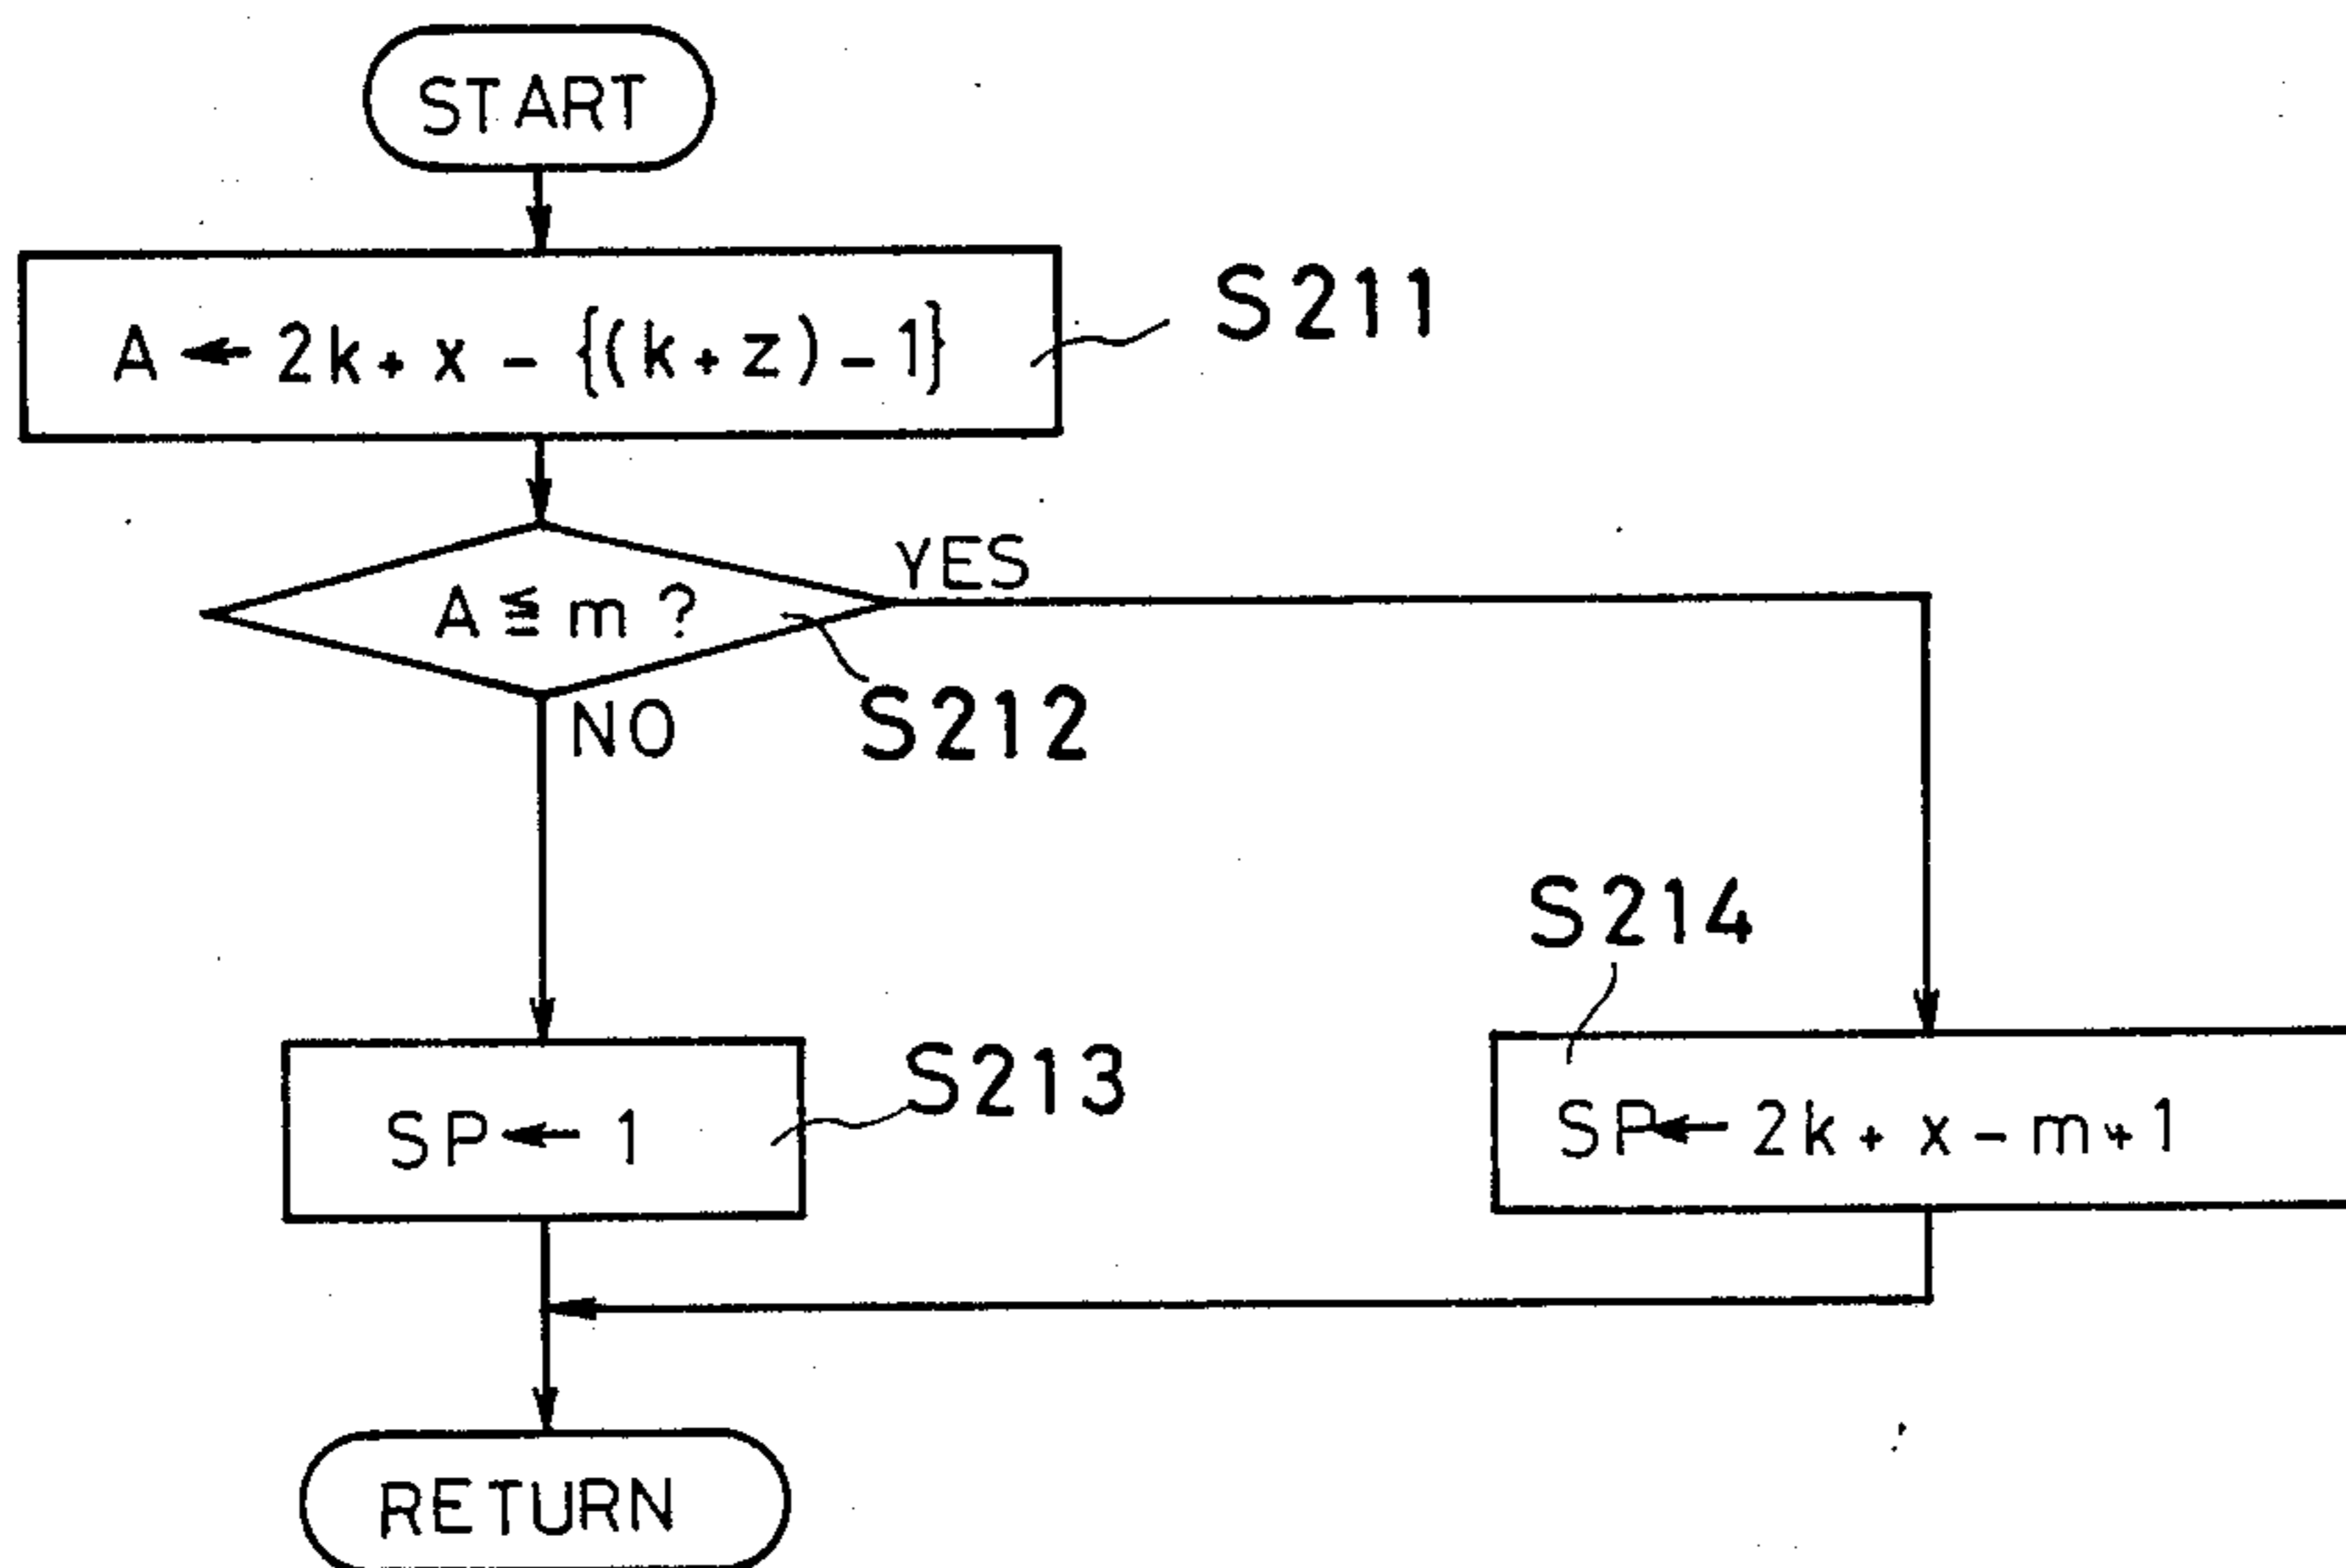 START
A ← 2k + x - {(k + z) - 1}
S211
A ≦ m ?
YES
S212
NO
S214
S213
SP ← 1
SP ← 2k + x - m + 1
RETURN